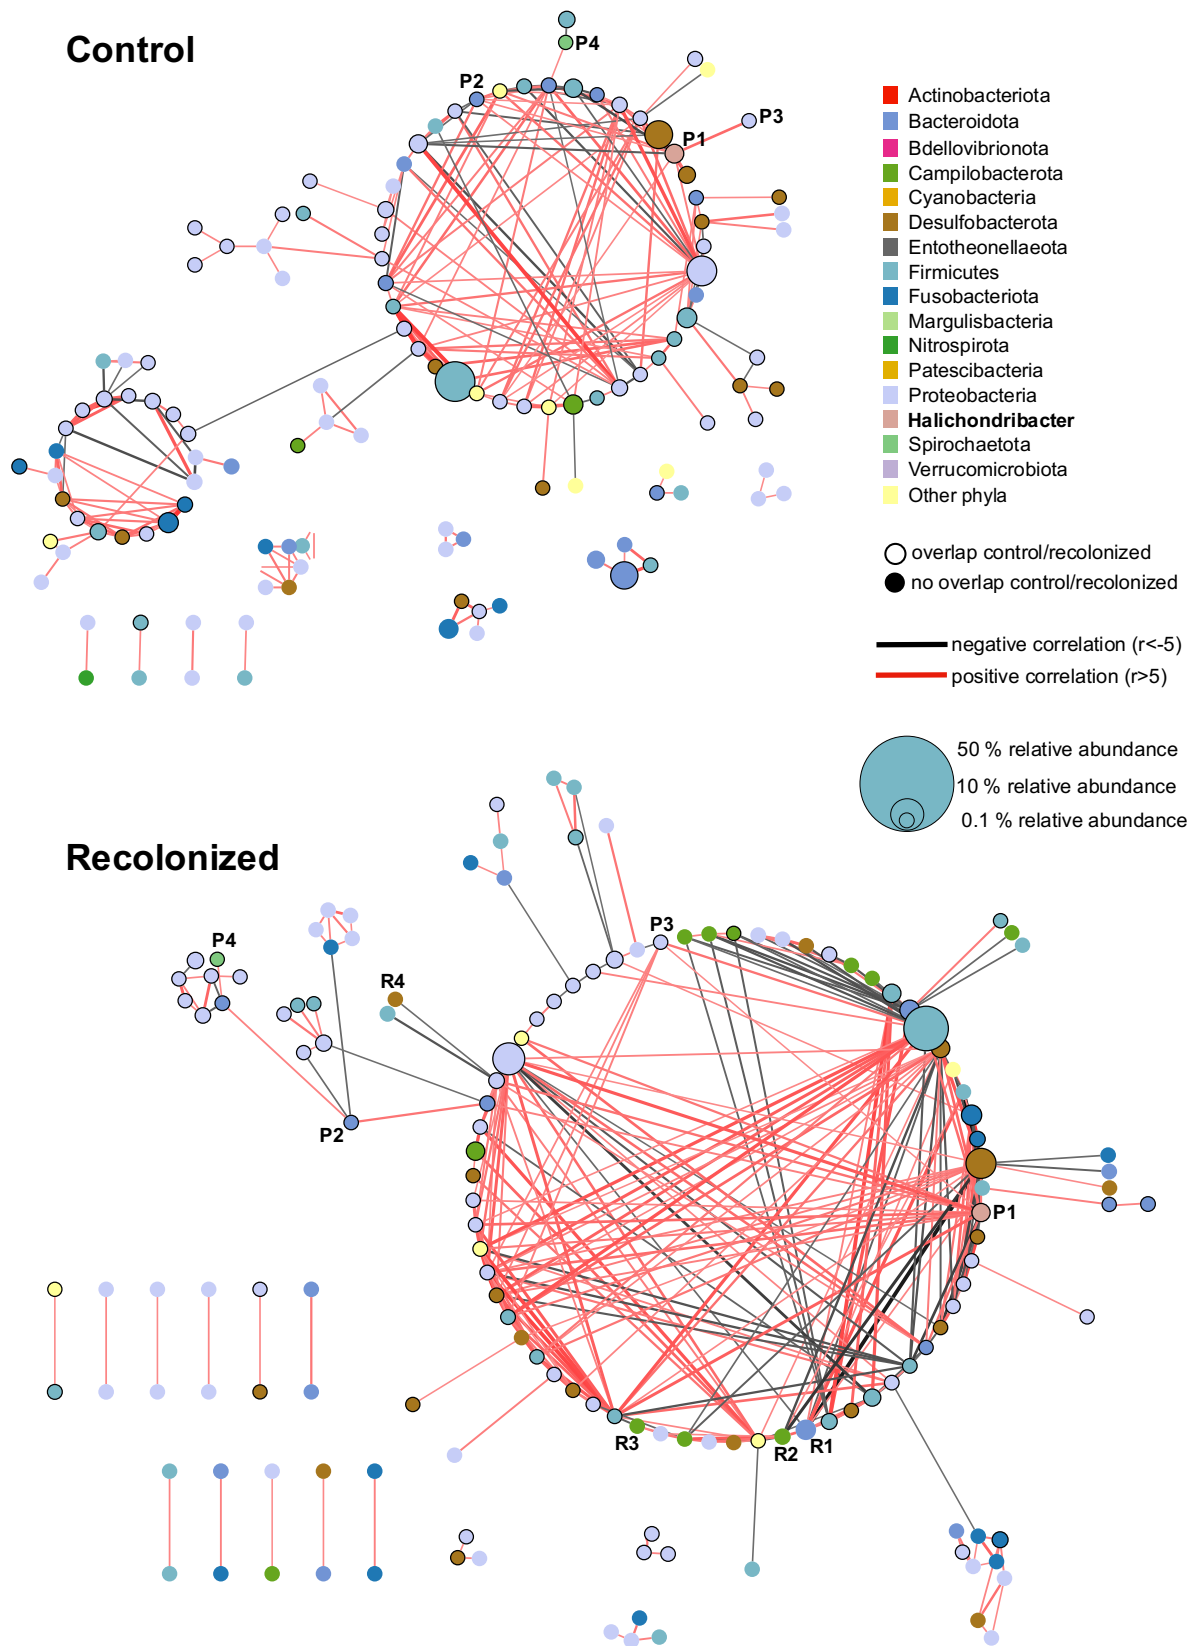 Control
P4
P2
P3
P1
Actinobacteriota
Bacteroidota
Bdellovibrionota
Campilobacterota
Cyanobacteria
Desulfobacterota
Entotheonellaeota
Firmicutes
Fusobacteriota
Margulisbacteria
Nitrospirota
Patescibacteria
Proteobacteria
Halichondribacter
Spirochaetota
Verrucomicrobiota
Other phyla
overlap control/recolonized
no overlap control/recolonized
negative correlation (r<-5)
positive correlation (r>5)
50 % relative abundance
10 % relative abundance
0.1 % relative abundance
Recolonized
P3
P4
R4
P2
P1
R3
R2
R1